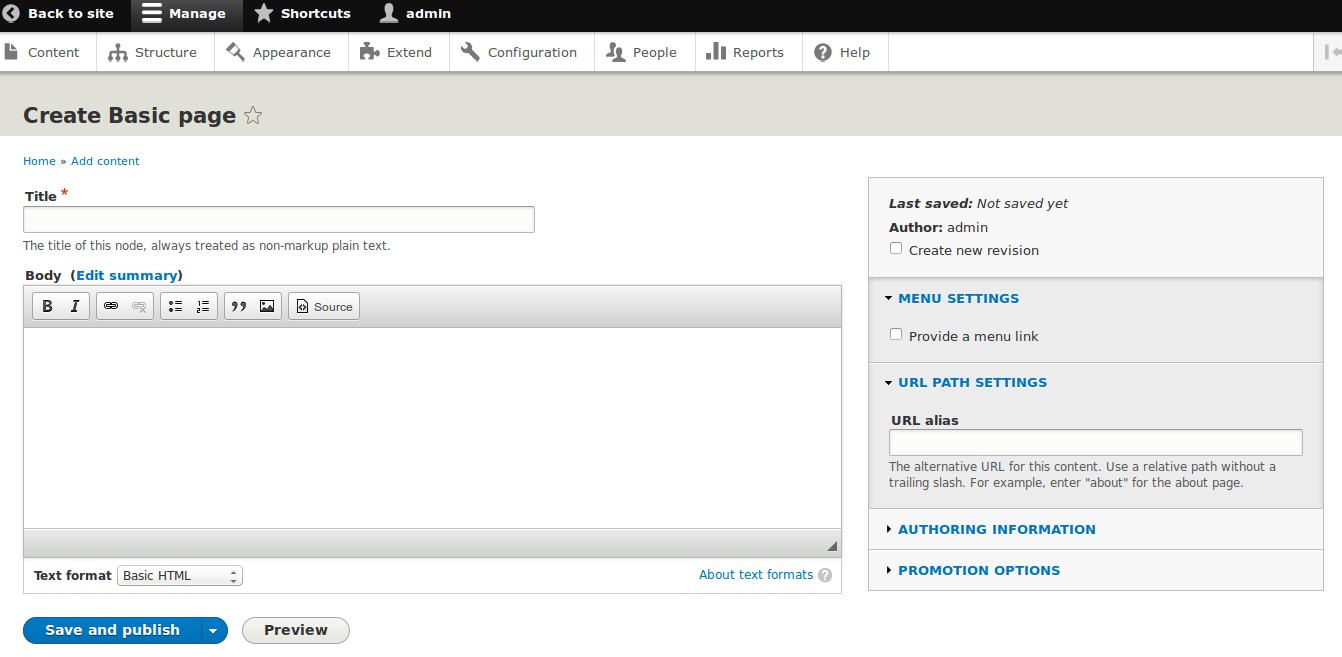 Back to site Manage Shortcuts admin
Content Structure Appearance Extend Configuration People Reports Help
Create Basic page
Home » Add content
Title *
The title of this node, always treated as non-markup plain text.
Body (Edit summary)
B I Source
Text format Basic HTML About text formats ?
Save and publish Preview
Last saved: Not saved yet
Author: admin
Create new revision
MENU SETTINGS
Provide a menu link
URL PATH SETTINGS
URL alias
The alternative URL for this content. Use a relative path without a
trailing slash. For example, enter "about" for the about page.
AUTHORING INFORMATION
PROMOTION OPTIONS